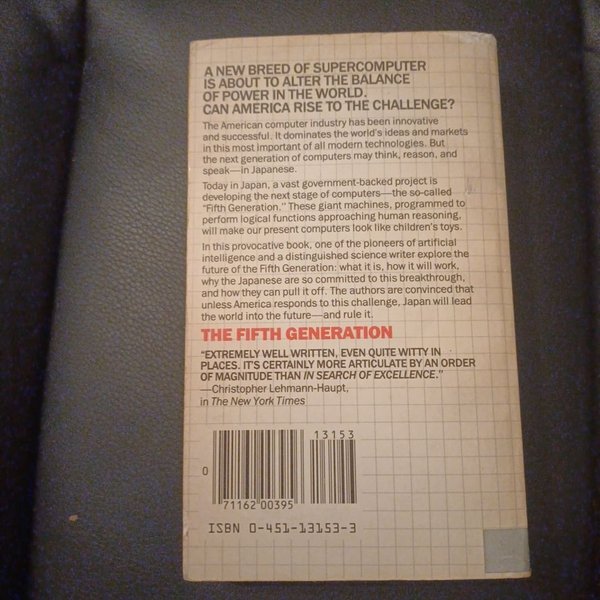 A NEW BREED OF SUPERCOMPUTER
IS ABOUT TO ALTER THE BALANCE
OF POWER IN THE WORLD.
CAN AMERICA RISE TO THE CHALLENGE?
The American computer industry has been innovative
and successful. It dominates the world's ideas and markets
in this most important of all modern technologies. But
the next generation of computers may think, reason, and
speak—in Japanese.
Today in Japan, a vast government-backed project is
developing the next stage of computers—the so-called
"Fifth Generation." These giant machines, programmed to
perform logical functions approaching human reasoning,
will make our present computers look like children's toys.
In this provocative book, one of the pioneers of artificial
intelligence and a distinguished science writer explore the
future of the Fifth Generation: what it is, how it will work,
why the Japanese are so committed to this breakthrough,
and how they can pull it off. The authors are convinced that
unless America responds to this challenge, Japan will lead
the world into the future—and rule it.
THE FIFTH GENERATION
"EXTREMELY WELL WRITTEN, EVEN QUITE WITTY IN
PLACES. IT'S CERTAINLY MORE ARTICULATE BY AN ORDER
OF MAGNITUDE THAN IN SEARCH OF EXCELLENCE."
—Christopher Lehmann-Haupt,
in The New York Times
13153
0
71162 00395
ISBN 0-451-13153-3